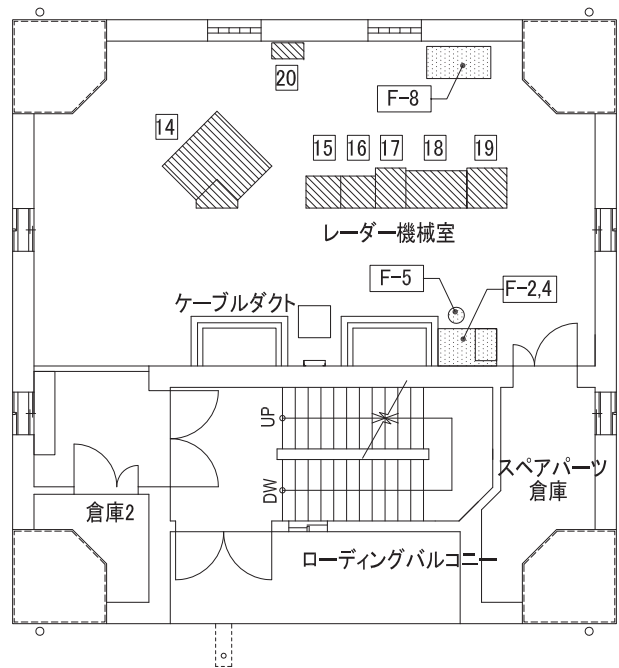 20
F-8
14
15 16 17 18 19
レーダー機械室
F-5
F-2,4
ケーブルダクト
UP
DW
スペアパーツ
倉庫
倉庫2
ローディングバルコニー